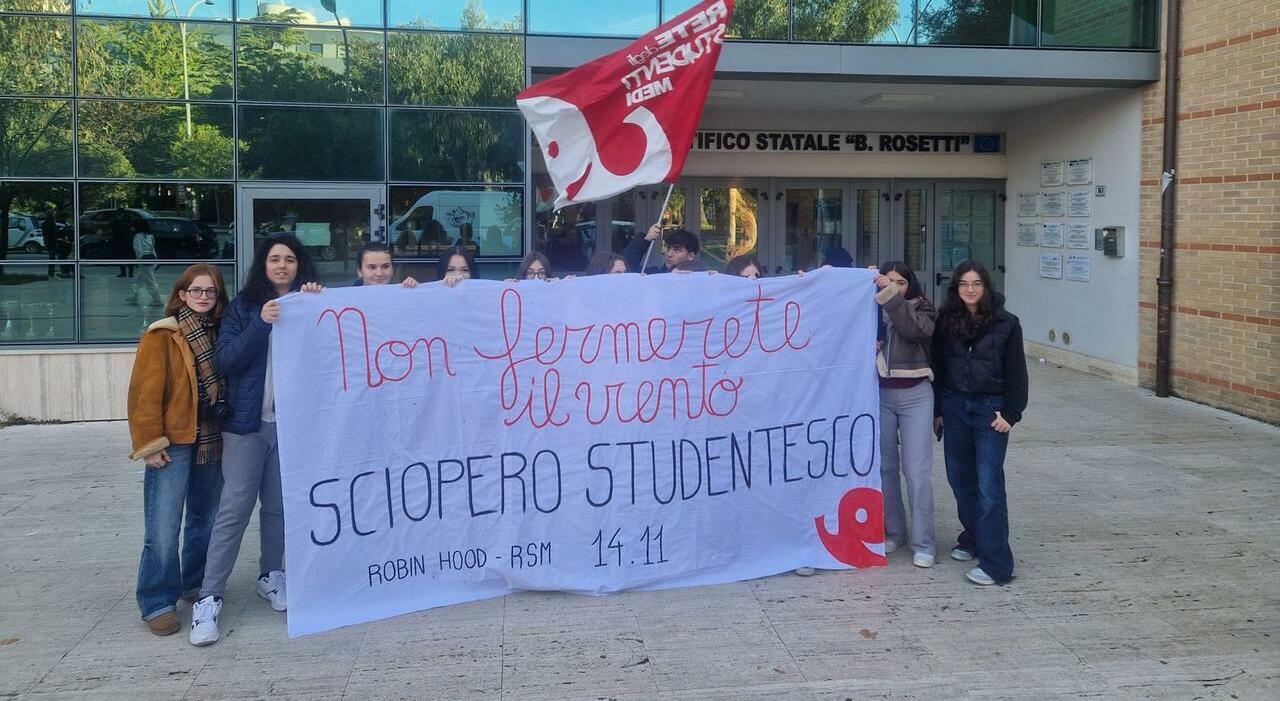 RETE degli
STUDENTI
MEDI
TIFICO STATALE "B. ROSETTI"
Non fermerete
il vento
SCIOPERO STUDENTESCO
ROBIN HOOD - RSM 14.11